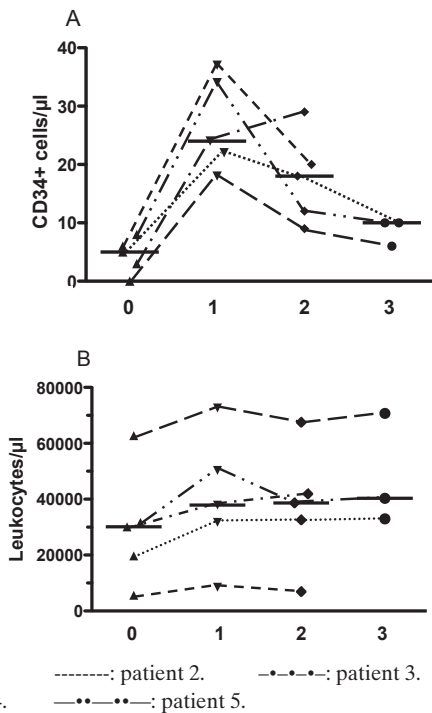 A
40
30
20
10
0
CD34+ cells/µl
0 1 2 3
B
80000
60000
40000
20000
0
Leukocytes/µl
0 1 2 3
-------: patient 2. –•–•–•–: patient 3.
4. —••—••—: patient 5.